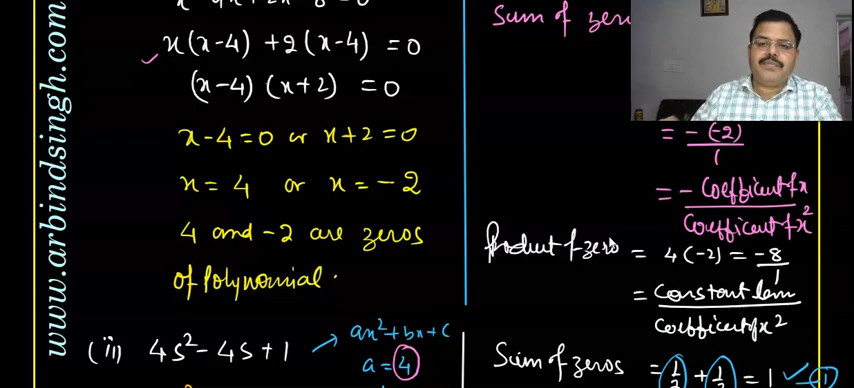 x(x-4) + 2(x-4) = 0
(x-4) (x+2) = 0
x-4=0 or x+2=0
x = 4 or x = -2
4 and -2 are zeros
of Polynomial.
(ii) 4s² - 4s + 1
ax²+bx+c
a = 4
Sum of
= -(-2)/1
= - Coefficient of x / Coefficient of x²
Product of zero = 4(-2) = -8/1
= Constant term / Coefficient of x²
Sum of zeros = 1/2 + 1/2 = 1 ✓ ①
www.arbindsingh.com